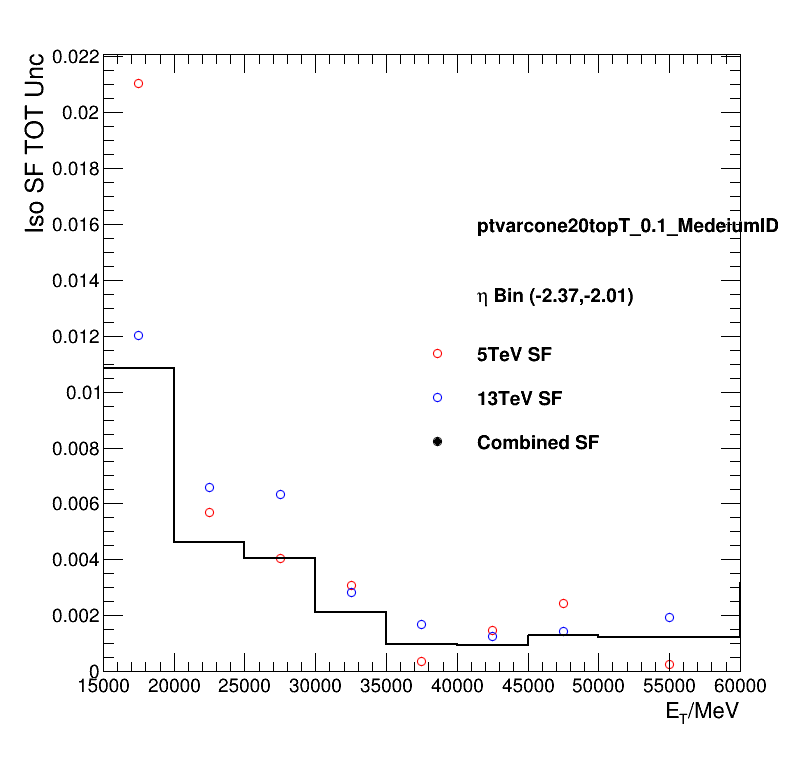 Iso SF TOT Unc
0.022
0.02
0.018
0.016
0.014
0.012
0.01
0.008
0.006
0.004
0.002
0
ptvarcone20topT_0.1_MedeiumID
η Bin (-2.37,-2.01)
5TeV SF
13TeV SF
Combined SF
15000 20000 25000 30000 35000 40000 45000 50000 55000 60000
E_T/MeV